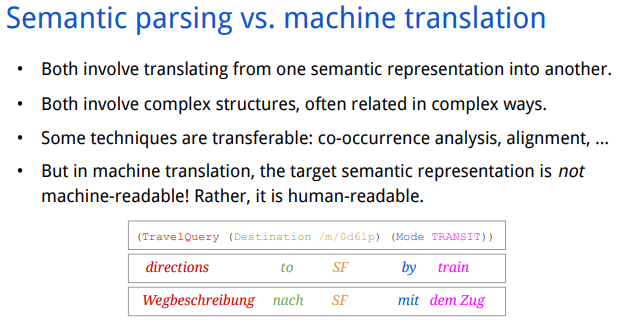 Semantic parsing vs. machine translation
• Both involve translating from one semantic representation into another.
• Both involve complex structures, often related in complex ways.
• Some techniques are transferable: co-occurrence analysis, alignment, ...
• But in machine translation, the target semantic representation is not
machine-readable! Rather, it is human-readable.
(TravelQuery (Destination /m/0d6lp) (Mode TRANSIT))
directions to SF by train
Wegbeschreibung nach SF mit dem Zug